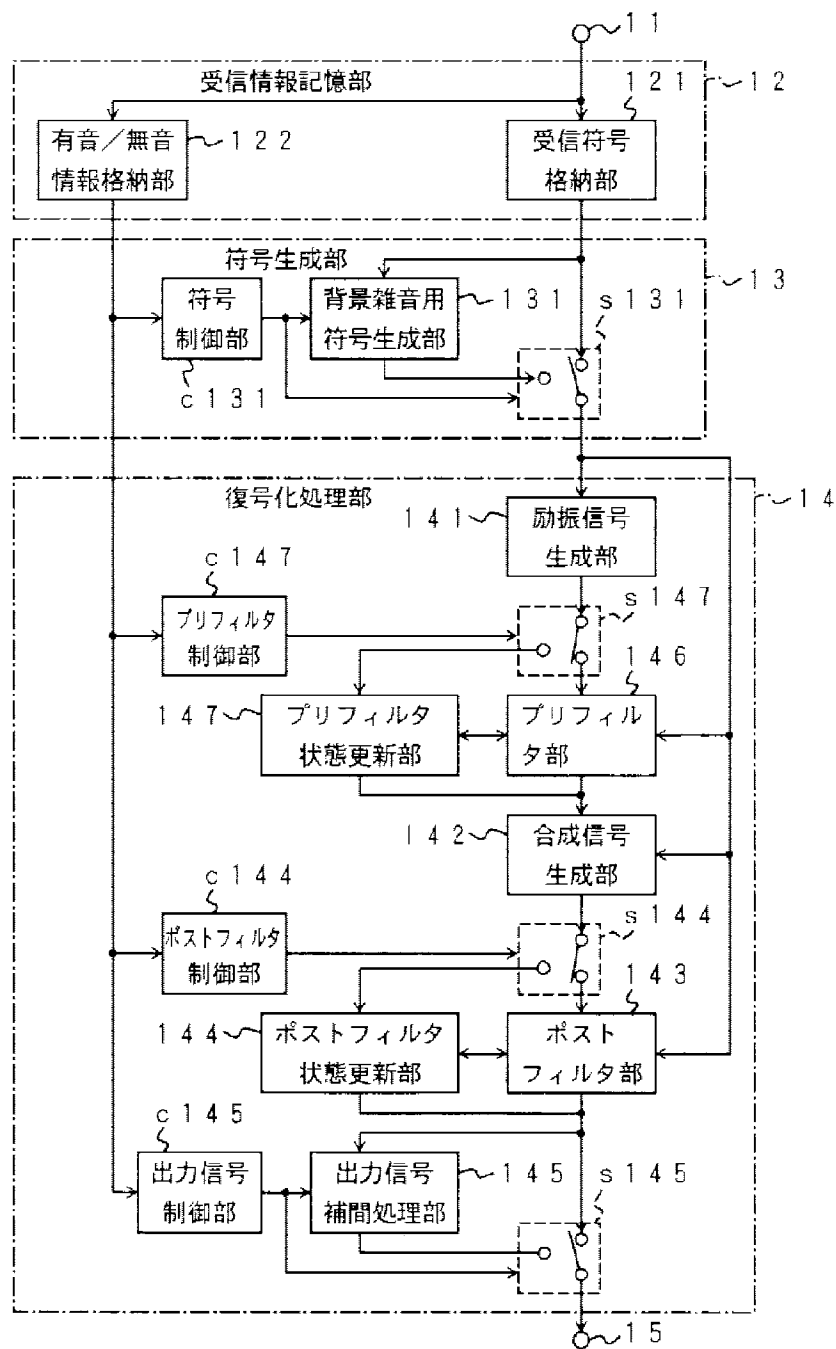 11
受信情報記憶部
121
12
有音/無音
情報格納部
122
受信符号
格納部
符号生成部
13
符号
制御部
背景雑音用
符号生成部
131
s131
c131
復号化処理部
14
141
励振信号
生成部
c147
プリフィルタ
制御部
s147
146
147
プリフィルタ
状態更新部
プリフィル
タ部
142
合成信号
生成部
c144
ポストフィルタ
制御部
s144
143
144
ポストフィルタ
状態更新部
ポスト
フィルタ部
c145
出力信号
制御部
出力信号
補間処理部
145
s145
15